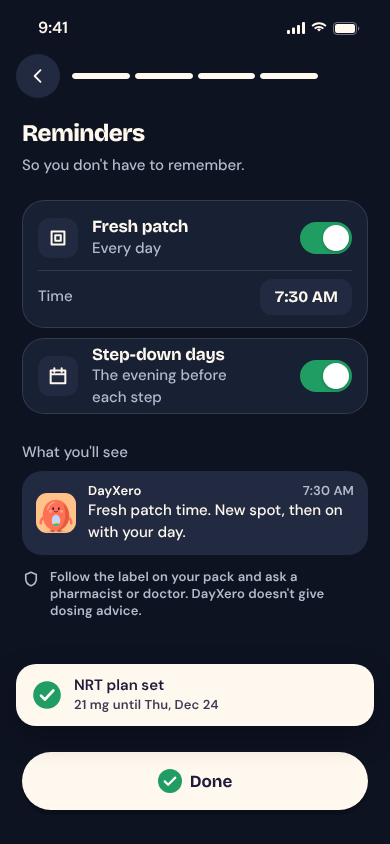 9:41
Reminders
So you don't have to remember.
Fresh patch
Every day
Time
7:30 AM
Step-down days
The evening before
each step
What you'll see
DayXero
7:30 AM
Fresh patch time. New spot, then on
with your day.
Follow the label on your pack and ask a
pharmacist or doctor. DayXero doesn't give
dosing advice.
NRT plan set
21 mg until Thu, Dec 24
Done